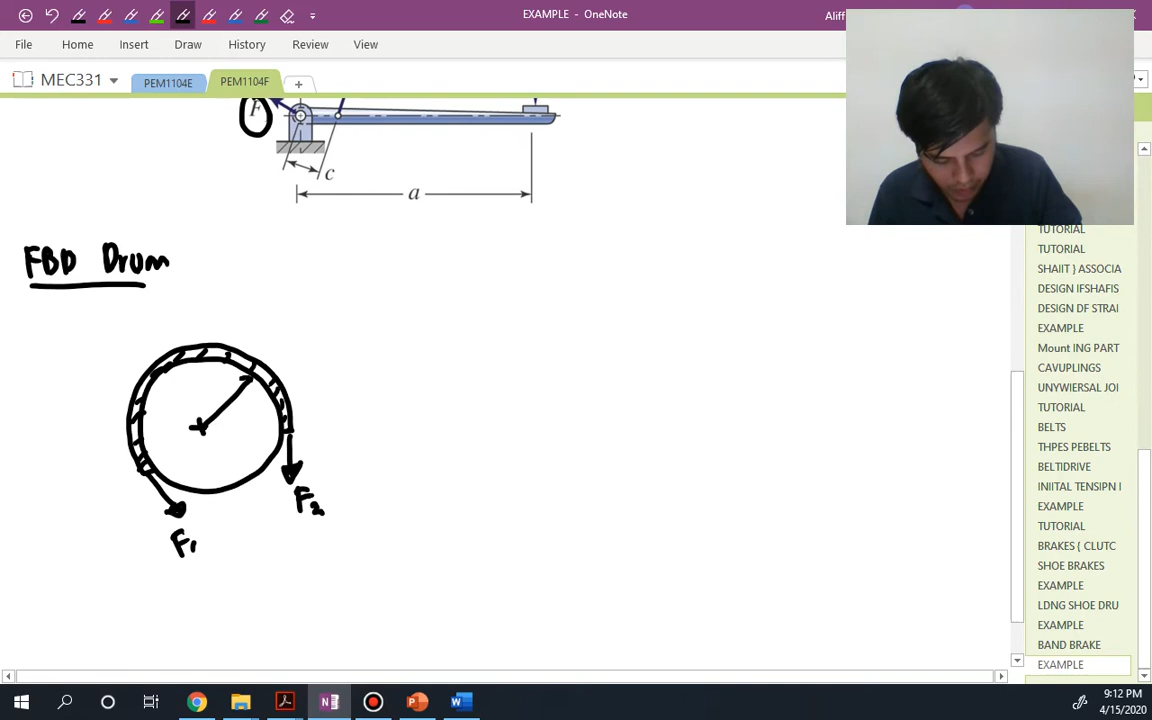 EXAMPLE - OneNote
Aliff
File Home Insert Draw History Review View
MEC331
PEM1104E
PEM1104F
F
c
a
FBD Drum
F1
F2
TUTORIAL
TUTORIAL
SHAIIT } ASSOCIA
DESIGN IFSHAFIS
DESIGN DF STRAI
EXAMPLE
Mount ING PART
CAVUPLINGS
UNYWIERSAL JOI
TUTORIAL
BELTS
THPES PEBELTS
BELTIDRIVE
INIITAL TENSIPN I
EXAMPLE
TUTORIAL
BRAKES { CLUTC
SHOE BRAKES
EXAMPLE
LDNG SHOE DRU
EXAMPLE
BAND BRAKE
EXAMPLE
9:12 PM
4/15/2020